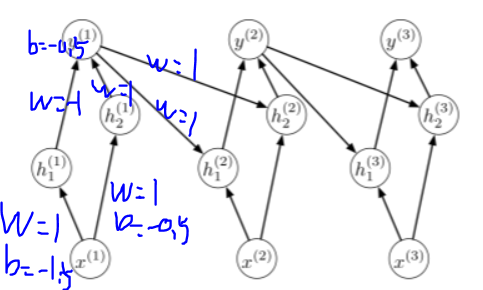 y^{(1)} y^{(2)} y^{(3)}
b=-0,5
w=1
w=-1 w=1 w=1
h_2^{(1)} h_2^{(2)} h_2^{(3)}
h_1^{(1)} h_1^{(2)} h_1^{(3)}
w=1
W=1 b=-0,5
b=-1,5 x^{(1)} x^{(2)} x^{(3)}